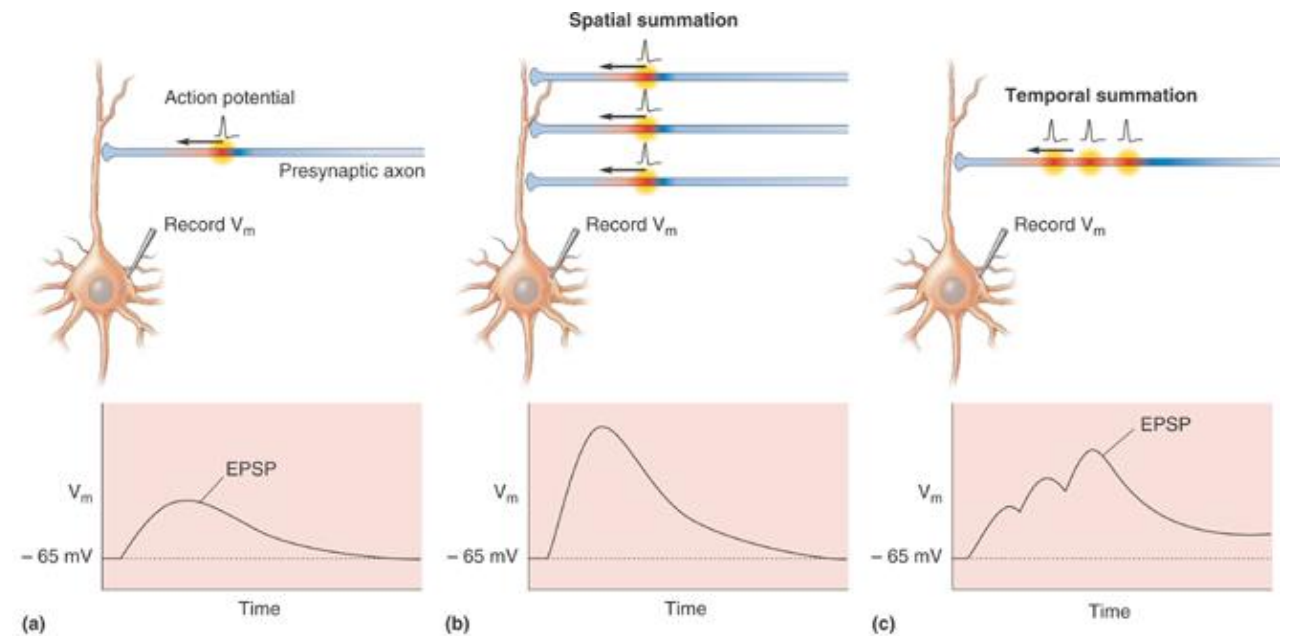 Spatial summation
Action potential
Temporal summation
Presynaptic axon
Record Vm
Record Vm
Record Vm
EPSP
EPSP
Vm
Vm
Vm
– 65 mV
– 65 mV
– 65 mV
Time
Time
Time
(a)
(b)
(c)